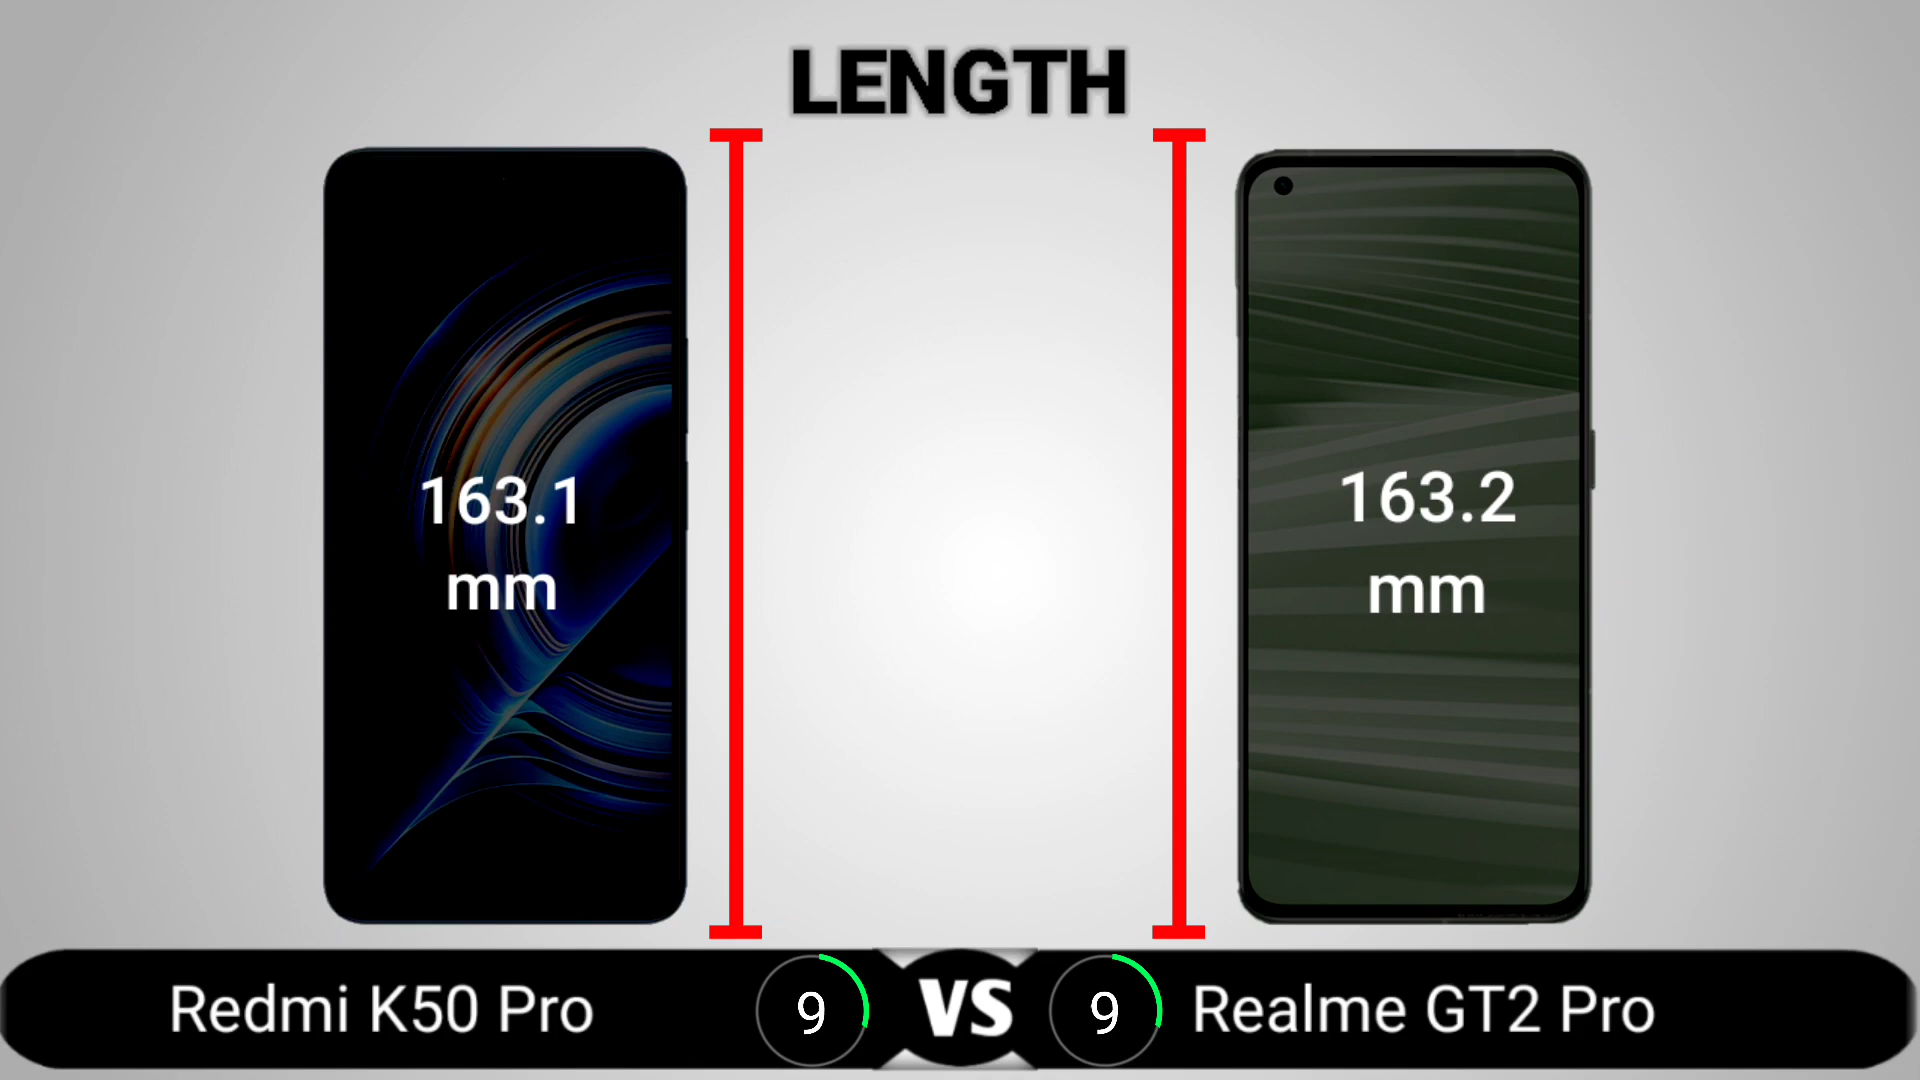 LENGTH
163.1
mm
163.2
mm
Redmi K50 Pro
9
VS
9
Realme GT2 Pro